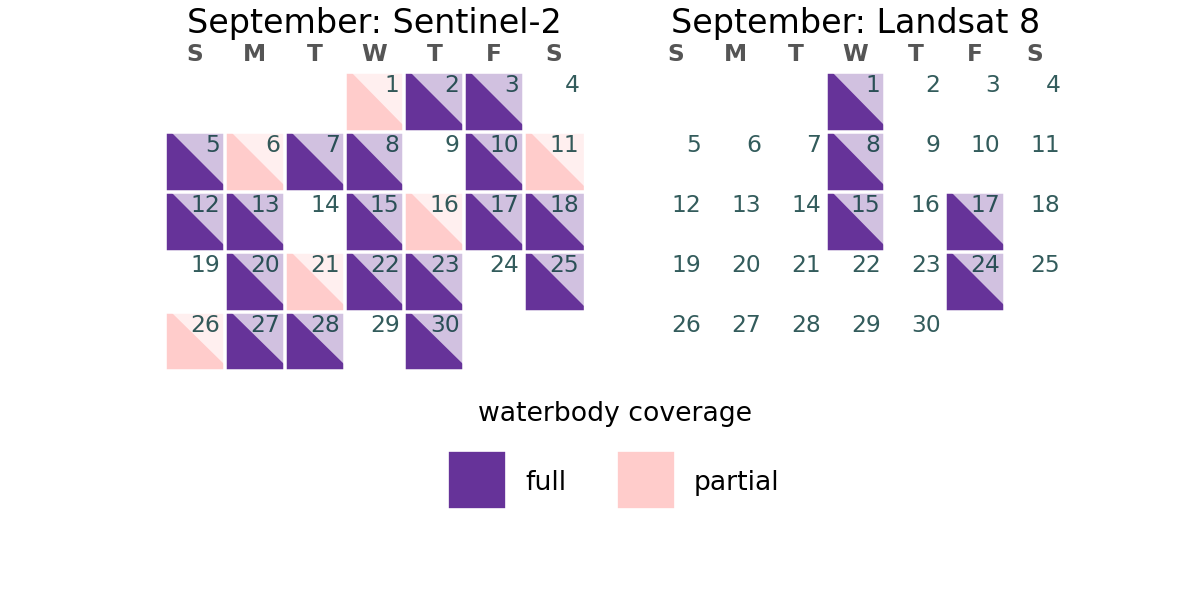 September: Sentinel-2
S M T W T F S
1 2 3 4
5 6 7 8 9 10 11
12 13 14 15 16 17 18
19 20 21 22 23 24 25
26 27 28 29 30
September: Landsat 8
S M T W T F S
1 2 3 4
5 6 7 8 9 10 11
12 13 14 15 16 17 18
19 20 21 22 23 24 25
26 27 28 29 30
waterbody coverage
full partial